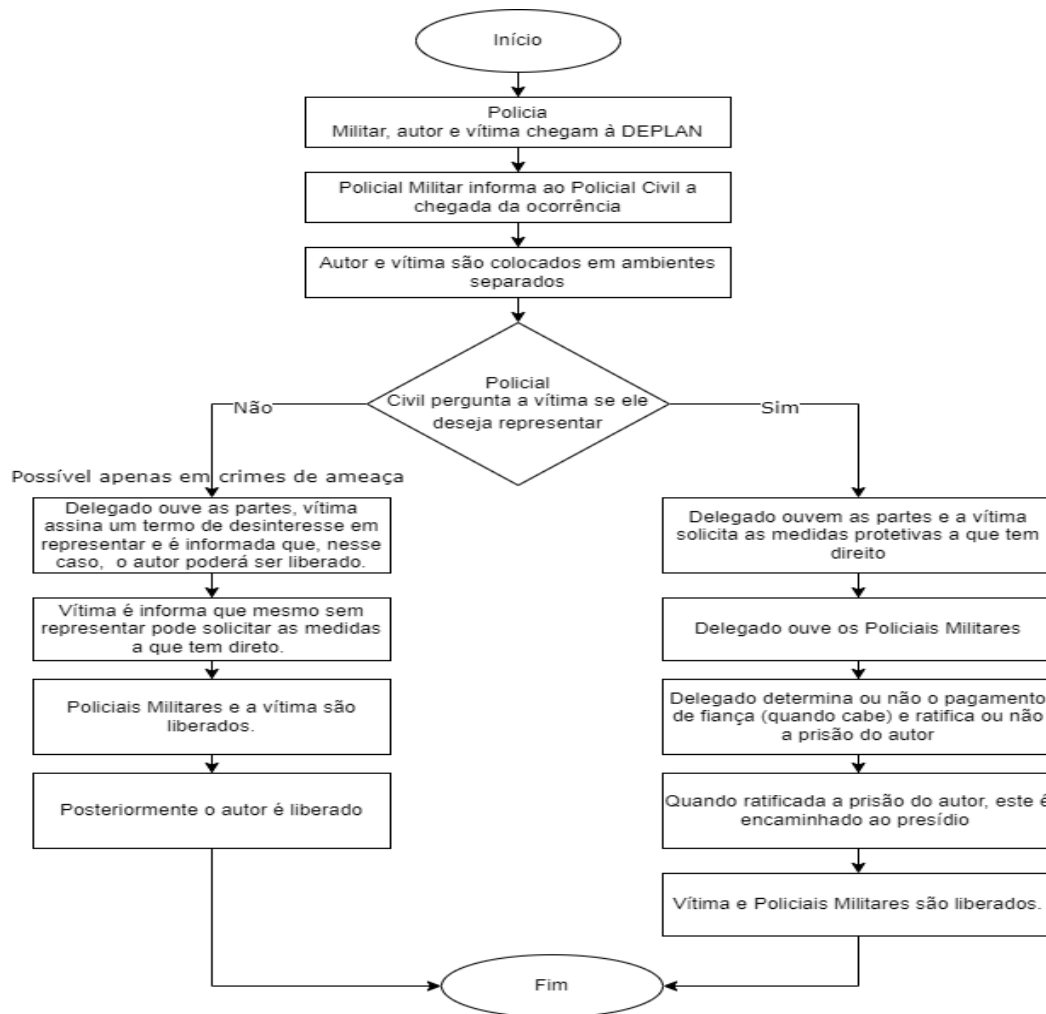 Início
Policia
Militar, autor e vítima chegam à DEPLAN
Policial Militar informa ao Policial Civil a
chegada da ocorrência
Autor e vítima são colocados em ambientes
separados
Policial
Civil pergunta a vítima se ele
deseja representar
Não
Sim
Possível apenas em crimes de ameaça
Delegado ouve as partes, vítima
assina um termo de desinteresse em
representar e é informada que, nesse
caso, o autor poderá ser liberado.
Vítima é informa que mesmo sem
representar pode solicitar as medidas
a que tem direto.
Policiais Militares e a vítima são
liberados.
Posteriormente o autor é liberado
Delegado ouvem as partes e a vítima
solicita as medidas protetivas a que tem
direito
Delegado ouve os Policiais Militares
Delegado determina ou não o pagamento
de fiança (quando cabe) e ratifica ou não
a prisão do autor
Quando ratificada a prisão do autor, este é
encaminhado ao presídio
Vítima e Policiais Militares são liberados.
Fim